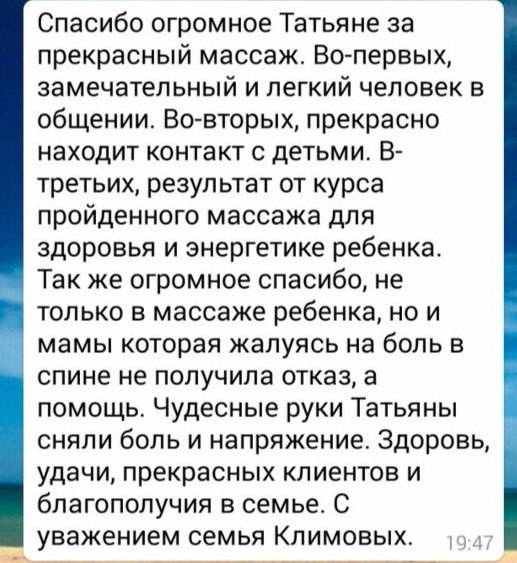 Спасибо огромное Татьяне за
прекрасный массаж. Во-первых,
замечательный и легкий человек в
общении. Во-вторых, прекрасно
находит контакт с детьми. В-
третьих, результат от курса
пройденного массажа для
здоровья и энергетике ребенка.
Так же огромное спасибо, не
только в массаже ребенка, но и
мамы которая жалуясь на боль в
спине не получила отказ, а
помощь. Чудесные руки Татьяны
сняли боль и напряжение. Здоровь,
удачи, прекрасных клиентов и
благополучия в семье. С
уважением семья Климовых. 19:47